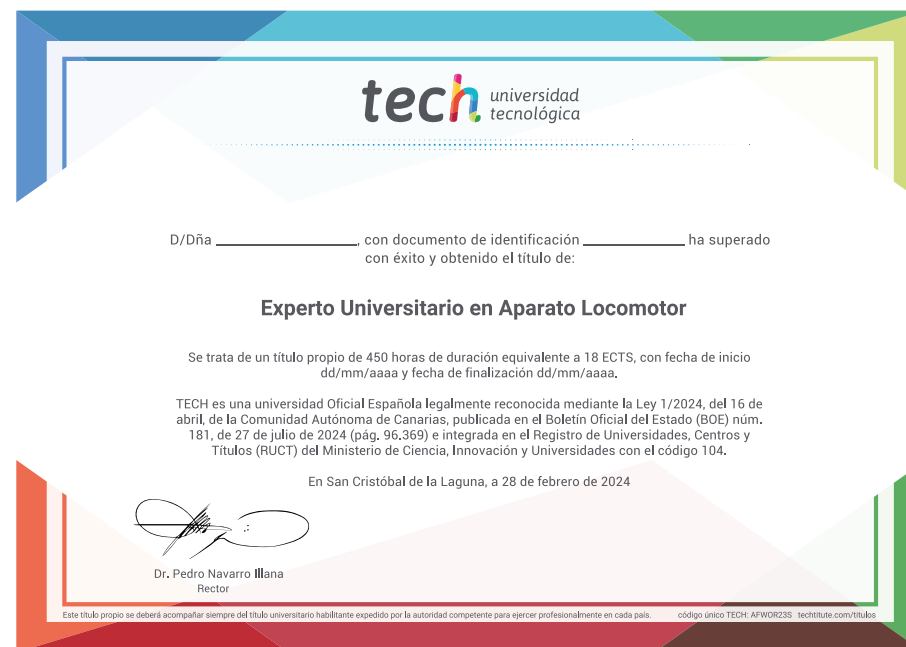 tech universidad
tecnológica
D/Dña ______________, con documento de identificación __________ ha superado
con éxito y obtenido el título de:
Experto Universitario en Aparato Locomotor
Se trata de un título propio de 450 horas de duración equivalente a 18 ECTS, con fecha de inicio
dd/mm/aaaa y fecha de finalización dd/mm/aaaa.
TECH es una universidad Oficial Española legalmente reconocida mediante la Ley 1/2024, del 16 de
abril, de la Comunidad Autónoma de Canarias, publicada en el Boletín Oficial del Estado (BOE) núm.
181, de 27 de julio de 2024 (pág. 96.369) e integrada en el Registro de Universidades, Centros y
Títulos (RUCT) del Ministerio de Ciencia, Innovación y Universidades con el código 104.
En San Cristóbal de la Laguna, a 28 de febrero de 2024
Dr. Pedro Navarro Illana
Rector
Este título propio se deberá acompañar siempre del título universitario habilitante expedido por la autoridad competente para ejercer profesionalmente en cada país. código único TECH: AFWOR23S techtitute.com/titulos